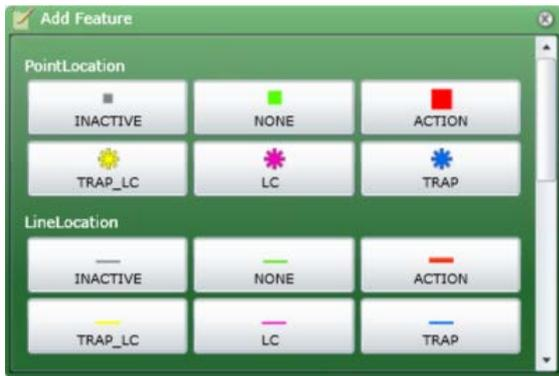 Add Feature
PointLocation
INACTIVE NONE ACTION
TRAP_LC LC TRAP
LineLocation
INACTIVE NONE ACTION
TRAP_LC LC TRAP